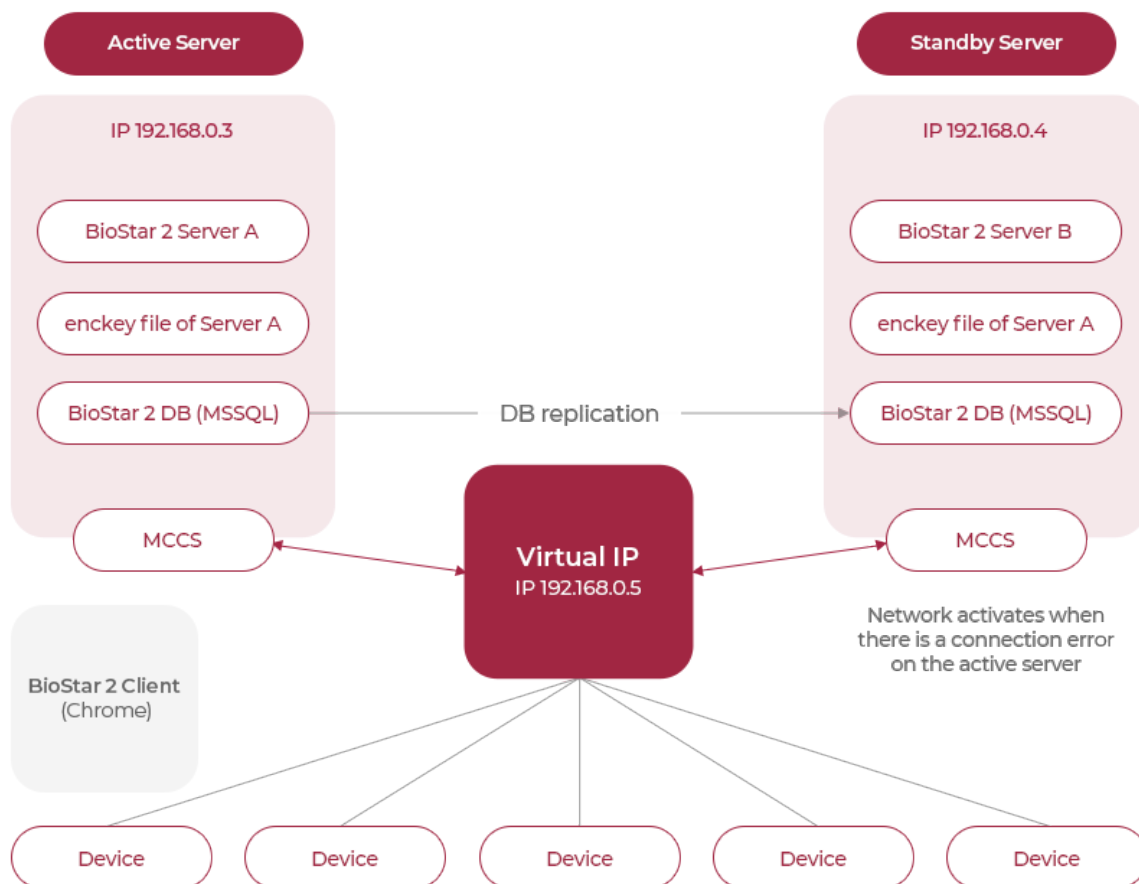 Active Server
Standby Server
IP 192.168.0.3
IP 192.168.0.4
BioStar 2 Server A
BioStar 2 Server B
enckey file of Server A
enckey file of Server A
BioStar 2 DB (MSSQL)
DB replication
BioStar 2 DB (MSSQL)
MCCS
Virtual IP
IP 192.168.0.5
MCCS
Network activates when
there is a connection error
on the active server
BioStar 2 Client
(Chrome)
Device
Device
Device
Device
Device